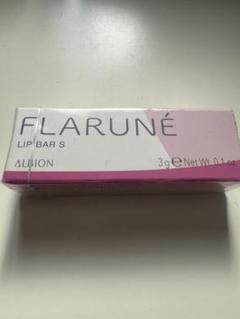 FLARUNÉ
LIP BAR S
ALBION
3g℮Net Wt. 0.1 oz.